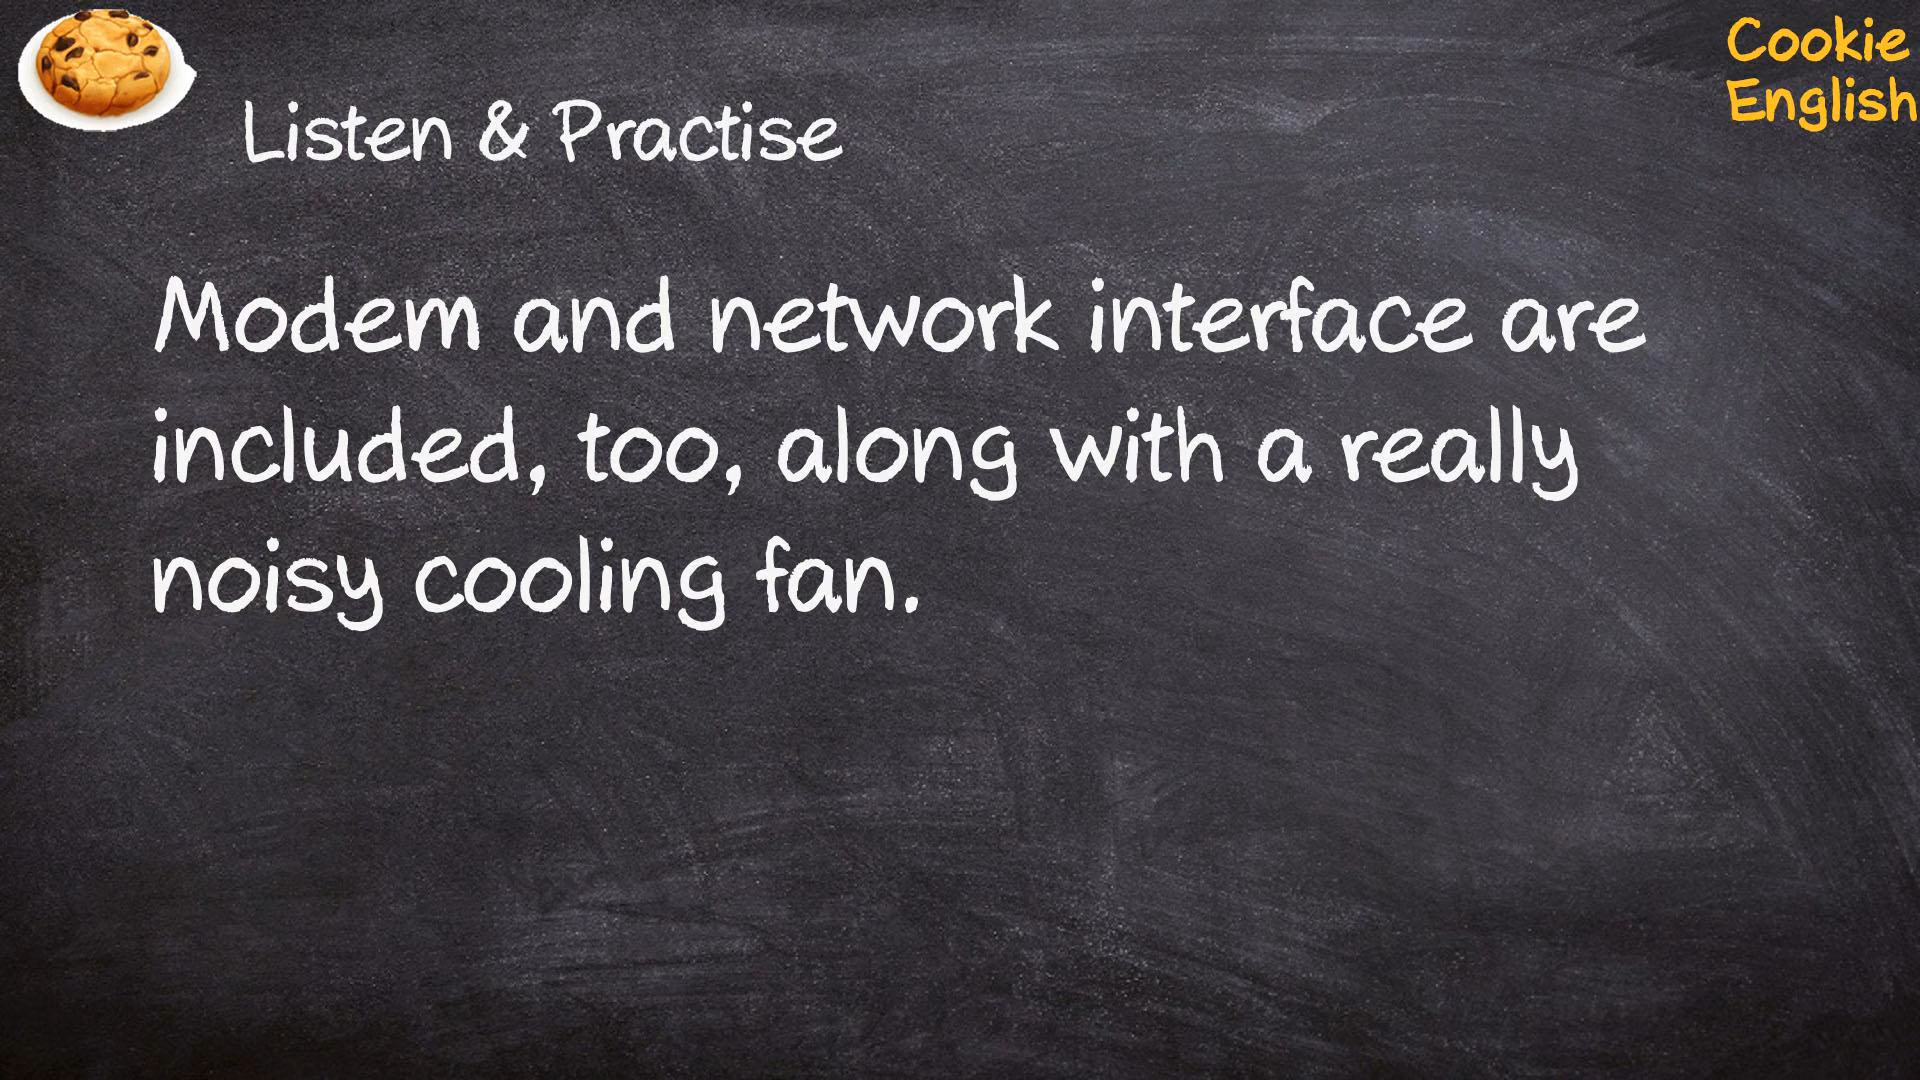 Cookie
English
Listen & Practise
Modem and network interface are
included, too, along with a really
noisy cooling fan.